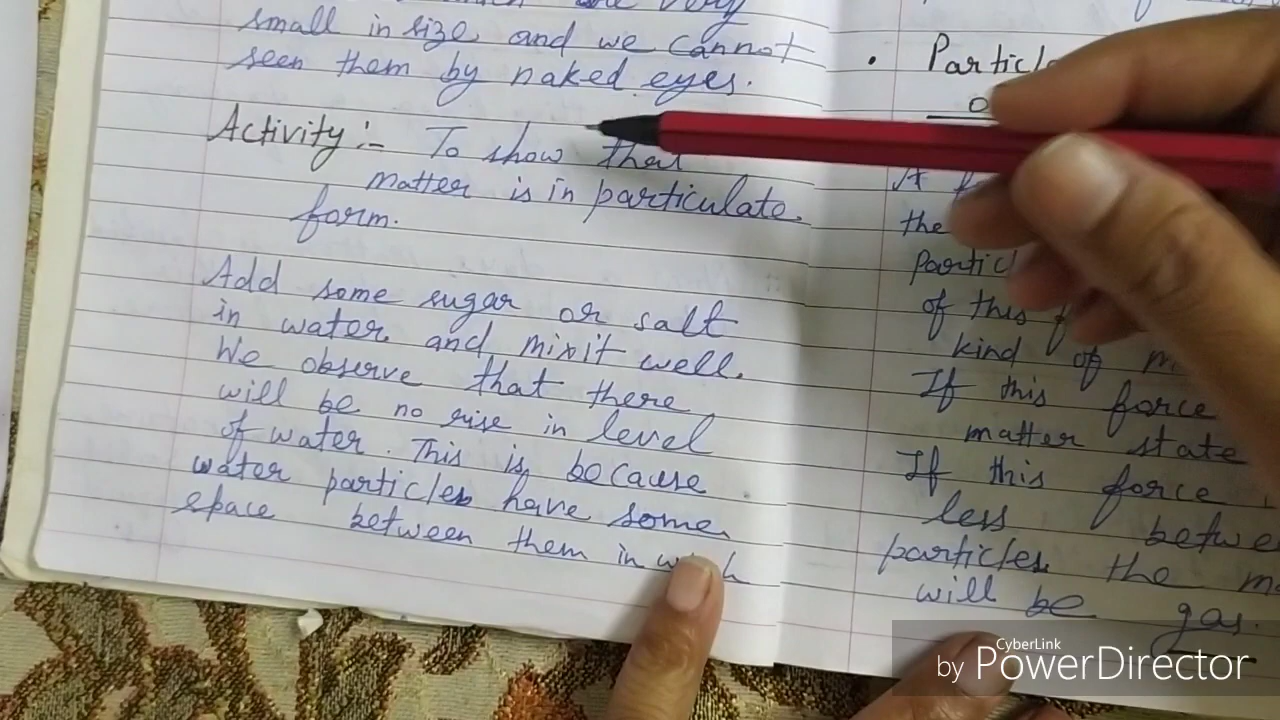 are very
small in size and we cannot
seen them by naked eyes.
Activity :- To show that
matter is in particulate
form.
Add some sugar or salt
in water and mix it well.
We observe that there
will be no rise in level
of water. This is because
water particles have some
space between them in
• 
the
of this
kind of
If this force
matter state
If this force
less
particles the
will be gas.
by CyberLink PowerDirector